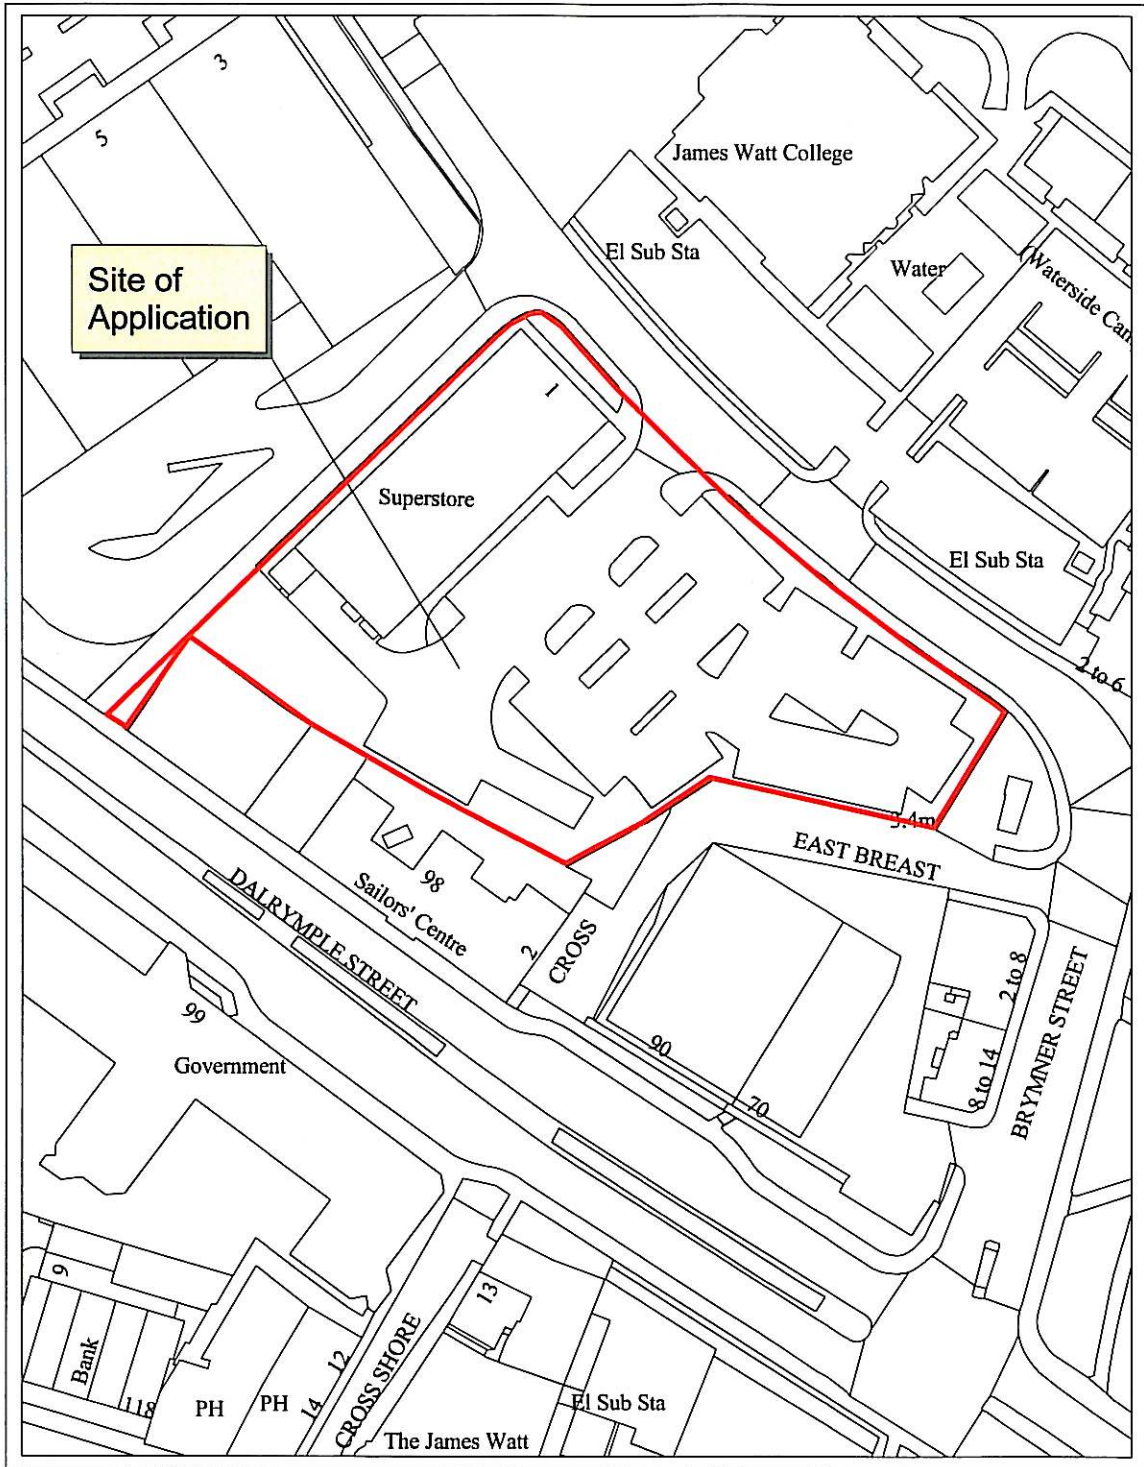 3
5
James Watt College
El Sub Sta
Water
(Waterside Cam
Site of
Application
1
Superstore
El Sub Sta
2 to 6
3.4m
EAST BREAST
98
Sailors' Centre
DALRYMPLE STREET
2
CROSS
2 to 8
BRYMNER STREET
99
Government
90
70
8 to 14
9
13
Bank
118
PH
PH
14
12
CROSS SHORE
El Sub Sta
The James Watt